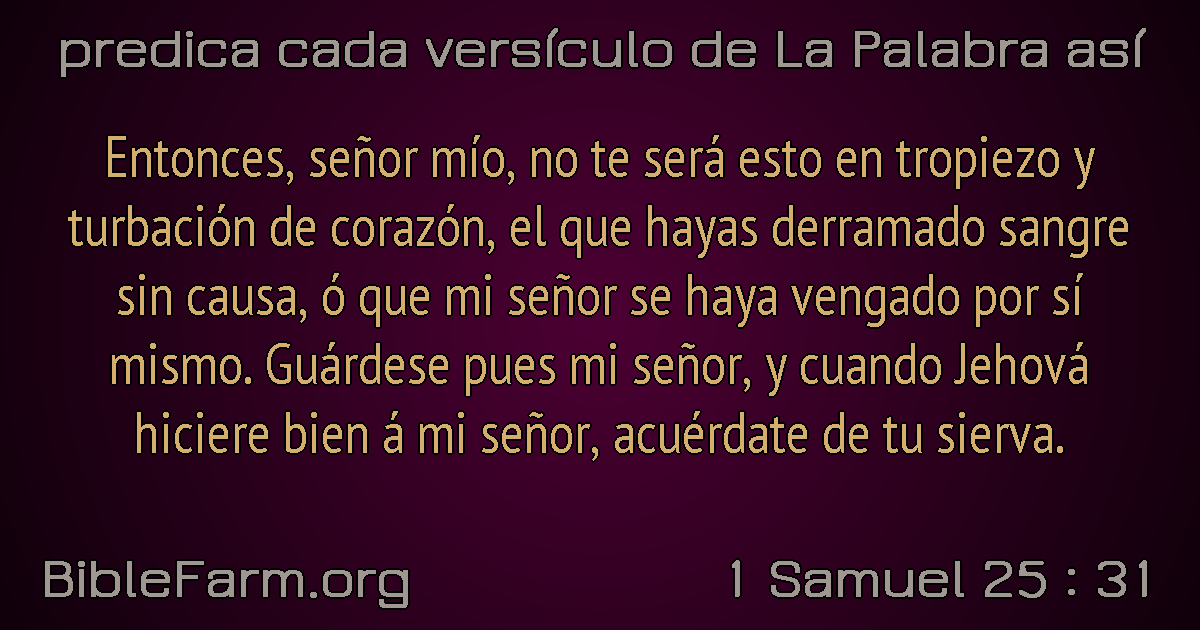 predica cada versículo de La Palabra así
Entonces, señor mío, no te será esto en tropiezo y
turbación de corazón, el que hayas derramado sangre
sin causa, ó que mi señor se haya vengado por sí
mismo. Guárdese pues mi señor, y cuando Jehová
hiciere bien á mi señor, acuérdate de tu sierva.
BibleFarm.org 1 Samuel 25 : 31